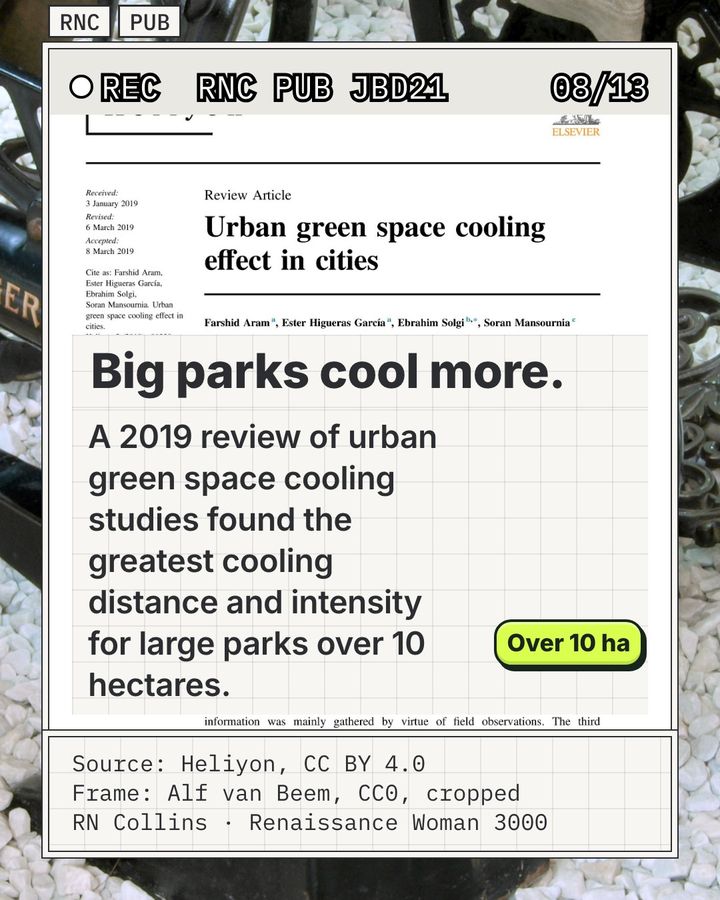 RNC PUB
REC RNC PUB JBD21 08/13
ELSEVIER
Received:
3 January 2019
Revised:
6 March 2019
Accepted:
8 March 2019
Cite as: Farshid Aram,
Ester Higueras García,
Ebrahim Solgi,
Soran Mansournia. Urban
green space cooling effect in
cities.
Review Article
Urban green space cooling
effect in cities
Farshid Aram a, Ester Higueras García a, Ebrahim Solgi b,*, Soran Mansournia c
Big parks cool more.
A 2019 review of urban
green space cooling
studies found the
greatest cooling
distance and intensity
for large parks over 10
hectares.
Over 10 ha
information was mainly gathered by virtue of field observations. The third
Source: Heliyon, CC BY 4.0
Frame: Alf van Beem, CC0, cropped
RN Collins · Renaissance Woman 3000